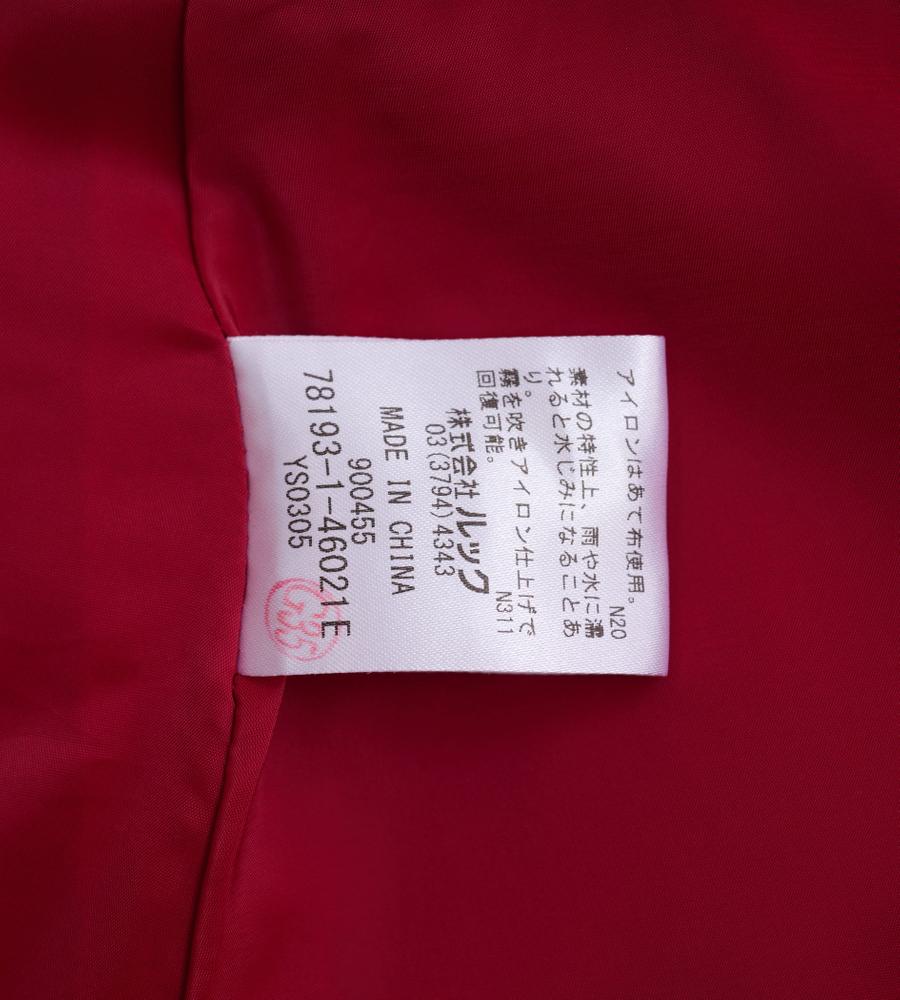 アイロンはあて布使用。
N20
素材の特性上、雨や水に濡
れると水じみになることあ
り。
N311
霧を吹きアイロン仕上げで
回復可能。
株式会社ルック
03(3794)4343
MADE IN CHINA
900455
78193-1-46021E
YS0305